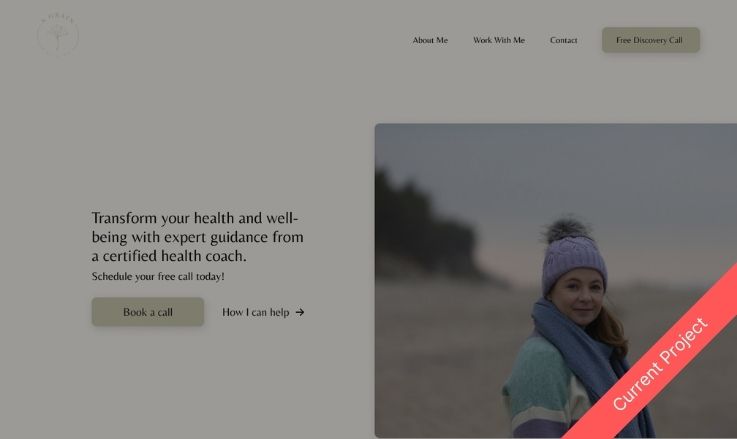 About Me
Work With Me
Contact
Free Discovery Call
Transform your health and well-
being with expert guidance from
a certified health coach.
Schedule your free call today!
Book a call
How I can help →
Current Project